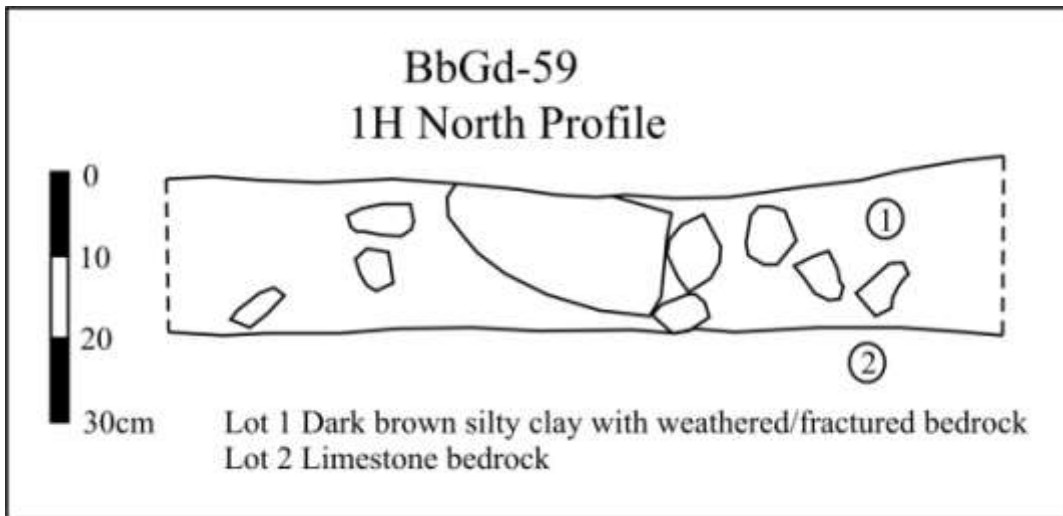 BbGd-59
1H North Profile
0
10
20
30cm
1
2
Lot 1 Dark brown silty clay with weathered/fractured bedrock
Lot 2 Limestone bedrock